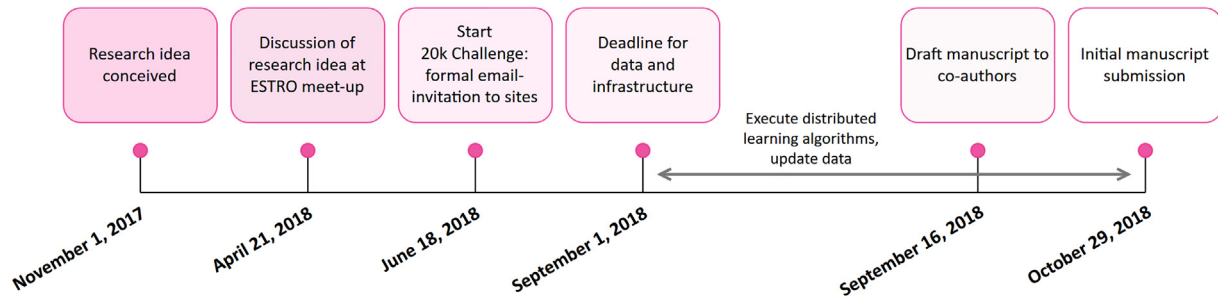 Research idea
conceived
Discussion of
research idea at
ESTRO meet-up
Start
20k Challenge:
formal email-
invitation to sites
Deadline for
data and
infrastructure
Execute distributed
learning algorithms,
update data
Draft manuscript to
co-authors
Initial manuscript
submission
November 1, 2017
April 21, 2018
June 18, 2018
September 1, 2018
September 16, 2018
October 29, 2018